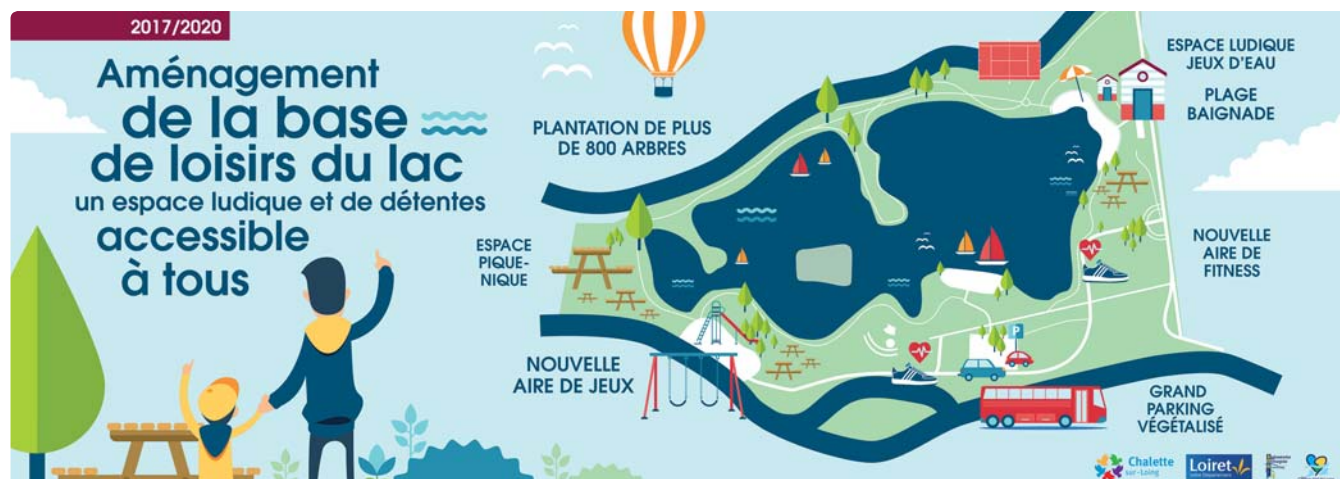 2017/2020
Aménagement
de la base
de loisirs du lac
un espace ludique et de détentes
accessible
à tous
PLANTATION DE PLUS
DE 800 ARBRES
ESPACE LUDIQUE
JEUX D'EAU
PLAGE
BAIGNADE
ESPACE
PIQUE-
NIQUE
NOUVELLE
AIRE DE
FITNESS
NOUVELLE
AIRE DE JEUX
P
GRAND
PARKING
VÉGÉTALISÉ
Chalette
sur-Loing
Loiret